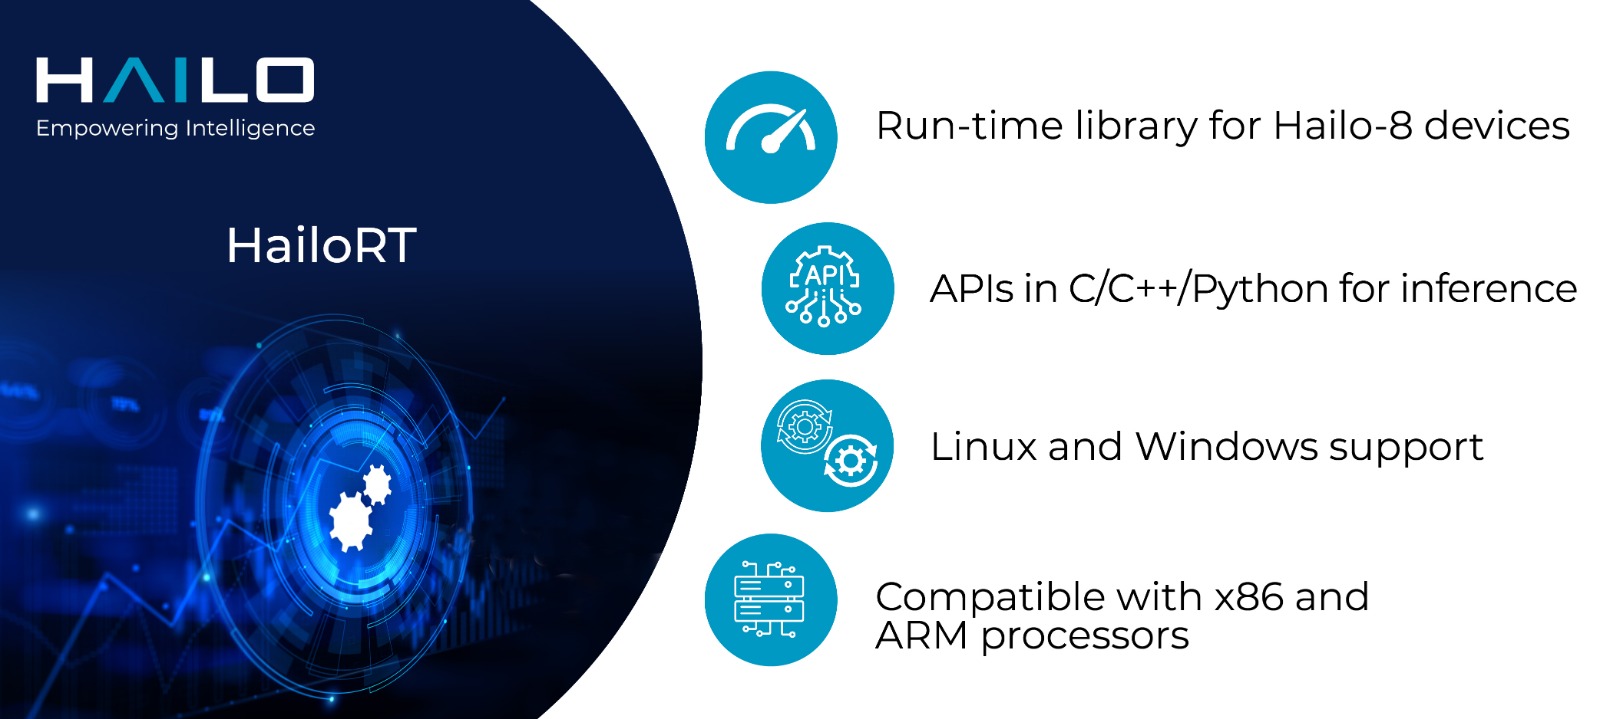 HAILO
Empowering Intelligence
HailoRT
Run-time library for Hailo-8 devices
API
APIs in C/C++/Python for inference
Linux and Windows support
Compatible with x86 and
ARM processors